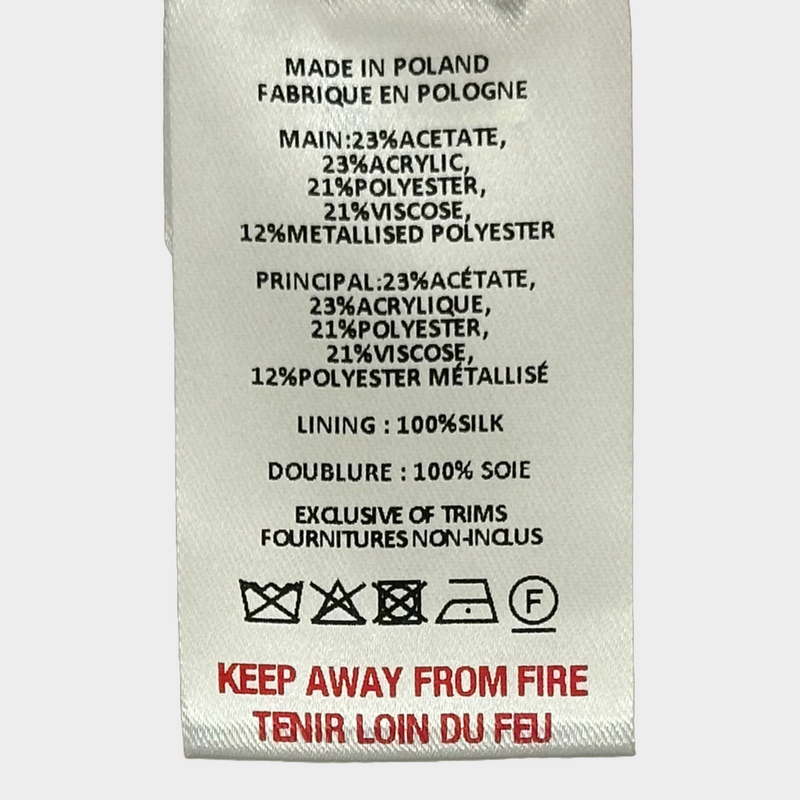 MADE IN POLAND
FABRIQUE EN POLOGNE
MAIN:23%ACETATE,
23%ACRYLIC,
21%POLYESTER,
21%VISCOSE,
12%METALLISED POLYESTER
PRINCIPAL:23%ACÉTATE,
23%ACRYLIQUE,
21%POLYESTER,
21%VISCOSE,
12%POLYESTER MÉTALLISÉ
LINING : 100%SILK
DOUBLURE : 100% SOIE
EXCLUSIVE OF TRIMS
FOURNITURES NON-INCLUS
F
KEEP AWAY FROM FIRE
TENIR LOIN DU FEU